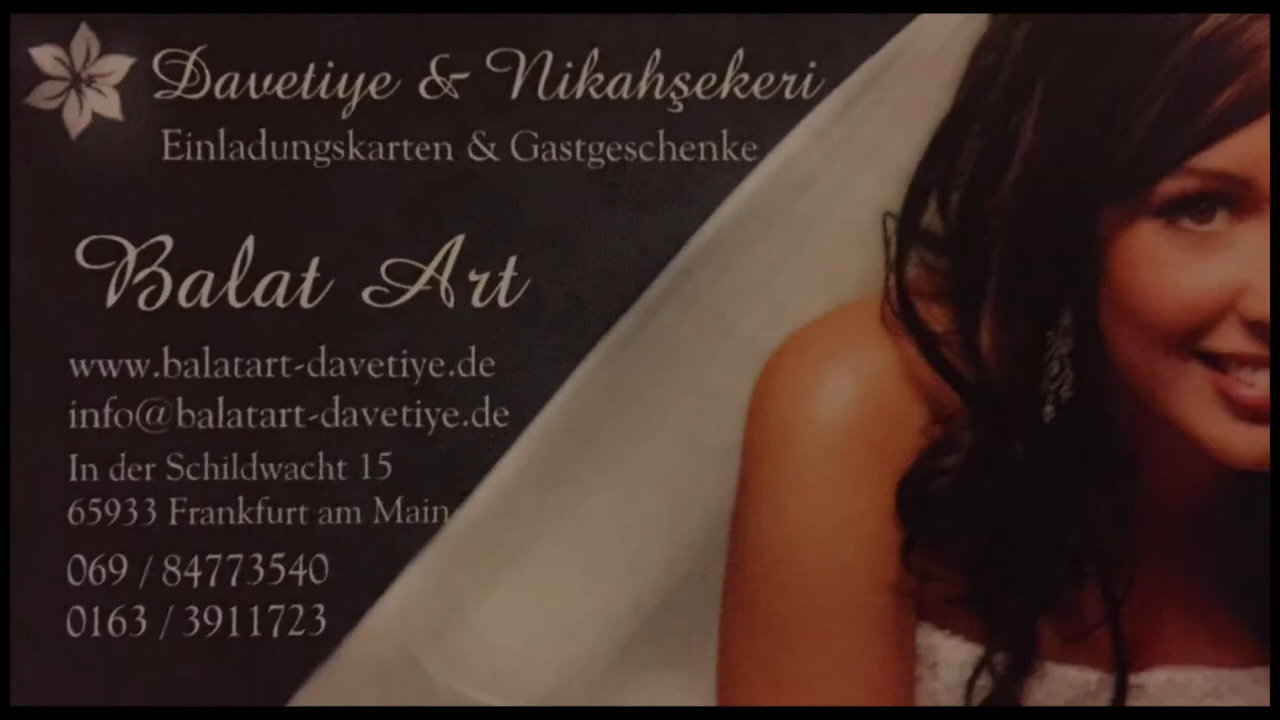 Davetiye & Nikahşekeri
Einladungskarten & Gastgeschenke
Balat Art
www.balatart-davetiye.de
info@balatart-davetiye.de
In der Schildwacht 15
65933 Frankfurt am Main
069 / 84773540
0163 / 3911723